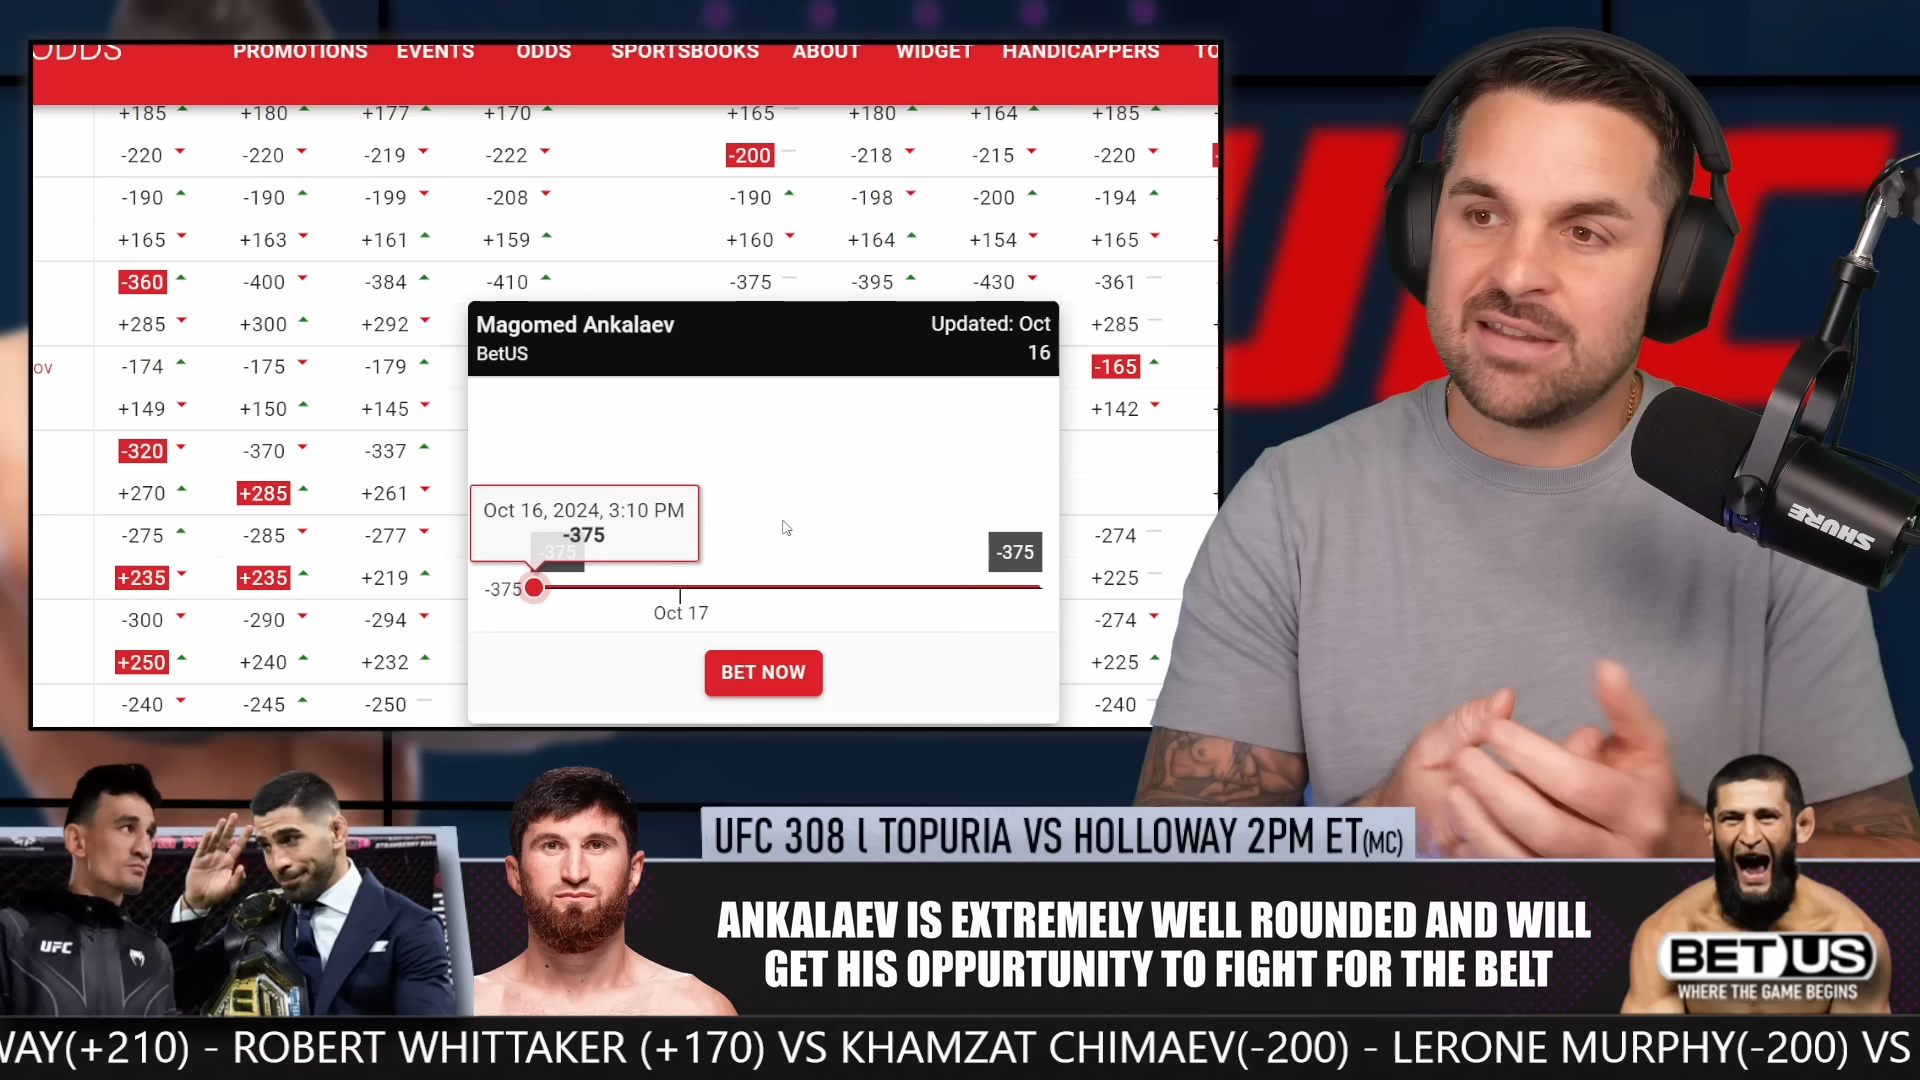 ODDS PROMOTIONS EVENTS ODDS SPORTSBOOKS ABOUT WIDGET HANDICAPPERS TO
+185 +180 +177 +170 +165 +180 +164 +185
-220 -220 -219 -222 -200 -218 -215 -220
-190 -190 -199 -208 -190 -198 -200 -194
+165 +163 +161 +159 +160 +164 +154 +165
-360 -400 -384 -410 -375 -395 -430 -361
+285 +300 +292 +285
ov -174 -175 -179 -165
+149 +150 +145 +142
-320 -370 -337
+270 +285 +261
-275 -285 -277 -274
+235 +235 +219 +225
-300 -290 -294 -274
+250 +240 +232 +225
-240 -245 -250 -240
Magomed Ankalaev Updated: Oct 16
BetUS
Oct 16, 2024, 3:10 PM
-375
-375
-375
-375
Oct 17
BET NOW
UFC
SHURE
UFC 308 l TOPURIA VS HOLLOWAY 2PM ET(MC)
ANKALAEV IS EXTREMELY WELL ROUNDED AND WILL
GET HIS OPPURTUNITY TO FIGHT FOR THE BELT
UFC
BETUS
WHERE THE GAME BEGINS
WAY(+210) - ROBERT WHITTAKER (+170) VS KHAMZAT CHIMAEV(-200) - LERONE MURPHY(-200) VS